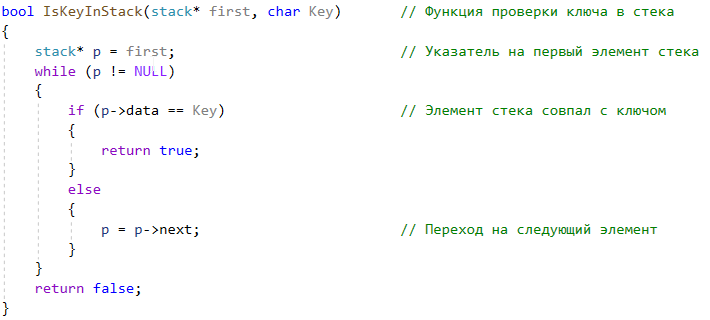 bool IsKeyInStack(stack* first, char Key) // Функция проверки ключа в стека
{
stack* p = first; // Указатель на первый элемент стека
while (p != NULL)
{
if (p->data == Key) // Элемент стека совпал с ключом
{
return true;
}
else
{
p = p->next; // Переход на следующий элемент
}
}
return false;
}